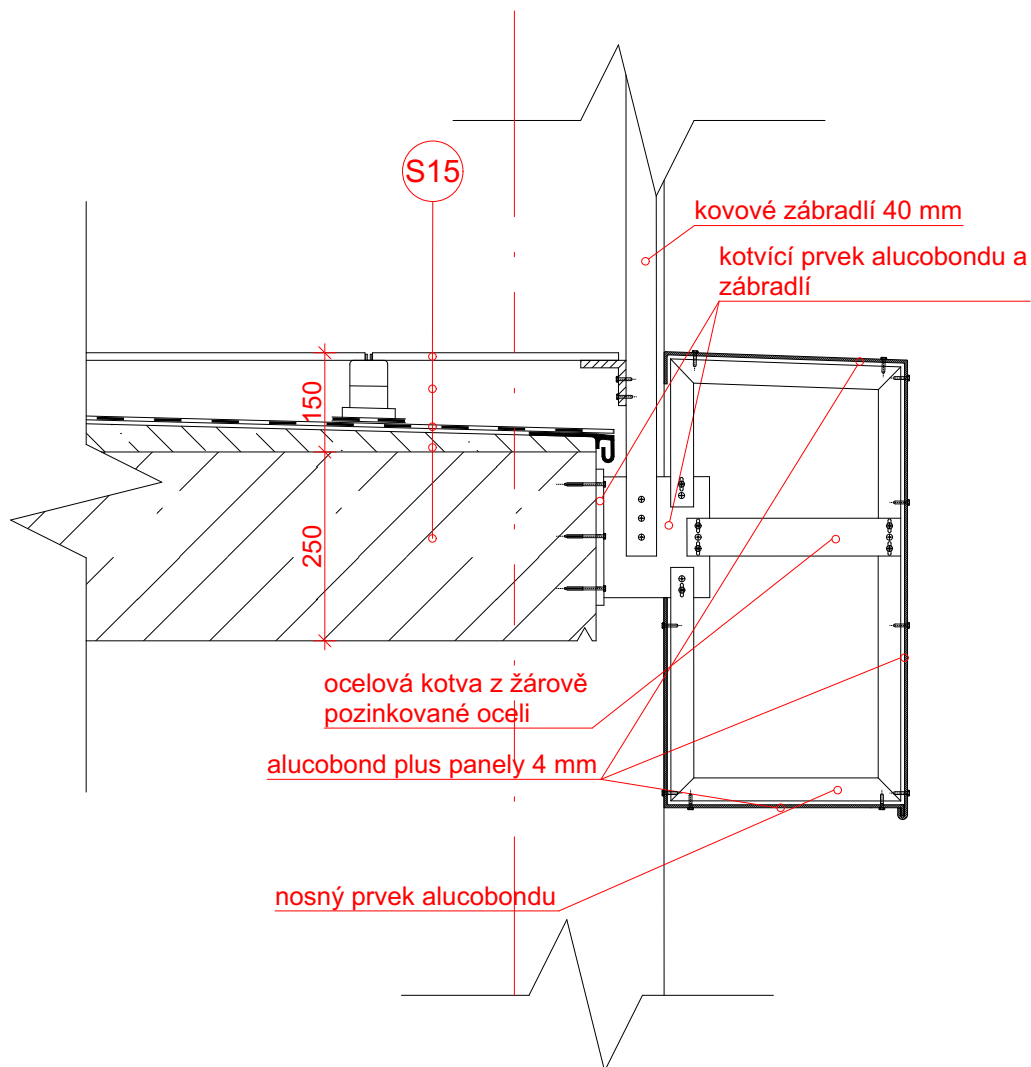 S15
kovové zábradlí 40 mm
kotvící prvek alucobondu a
zábradlí
150
250
ocelová kotva z žárově
pozinkované oceli
alucobond plus panely 4 mm
nosný prvek alucobondu